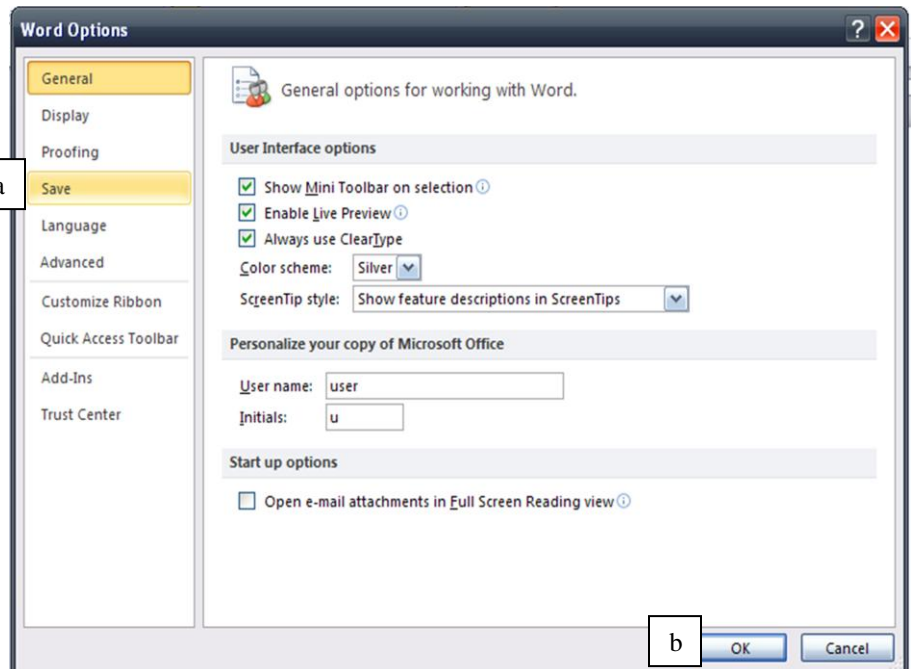 Word Options
General
Display
Proofing
a
Save
Language
Advanced
Customize Ribbon
Quick Access Toolbar
Add-Ins
Trust Center
General options for working with Word.
User Interface options
Show Mini Toolbar on selection
Enable Live Preview
Always use ClearType
Color scheme: Silver
ScreenTip style: Show feature descriptions in ScreenTips
Personalize your copy of Microsoft Office
User name: user
Initials: u
Start up options
Open e-mail attachments in Full Screen Reading view
b
OK Cancel